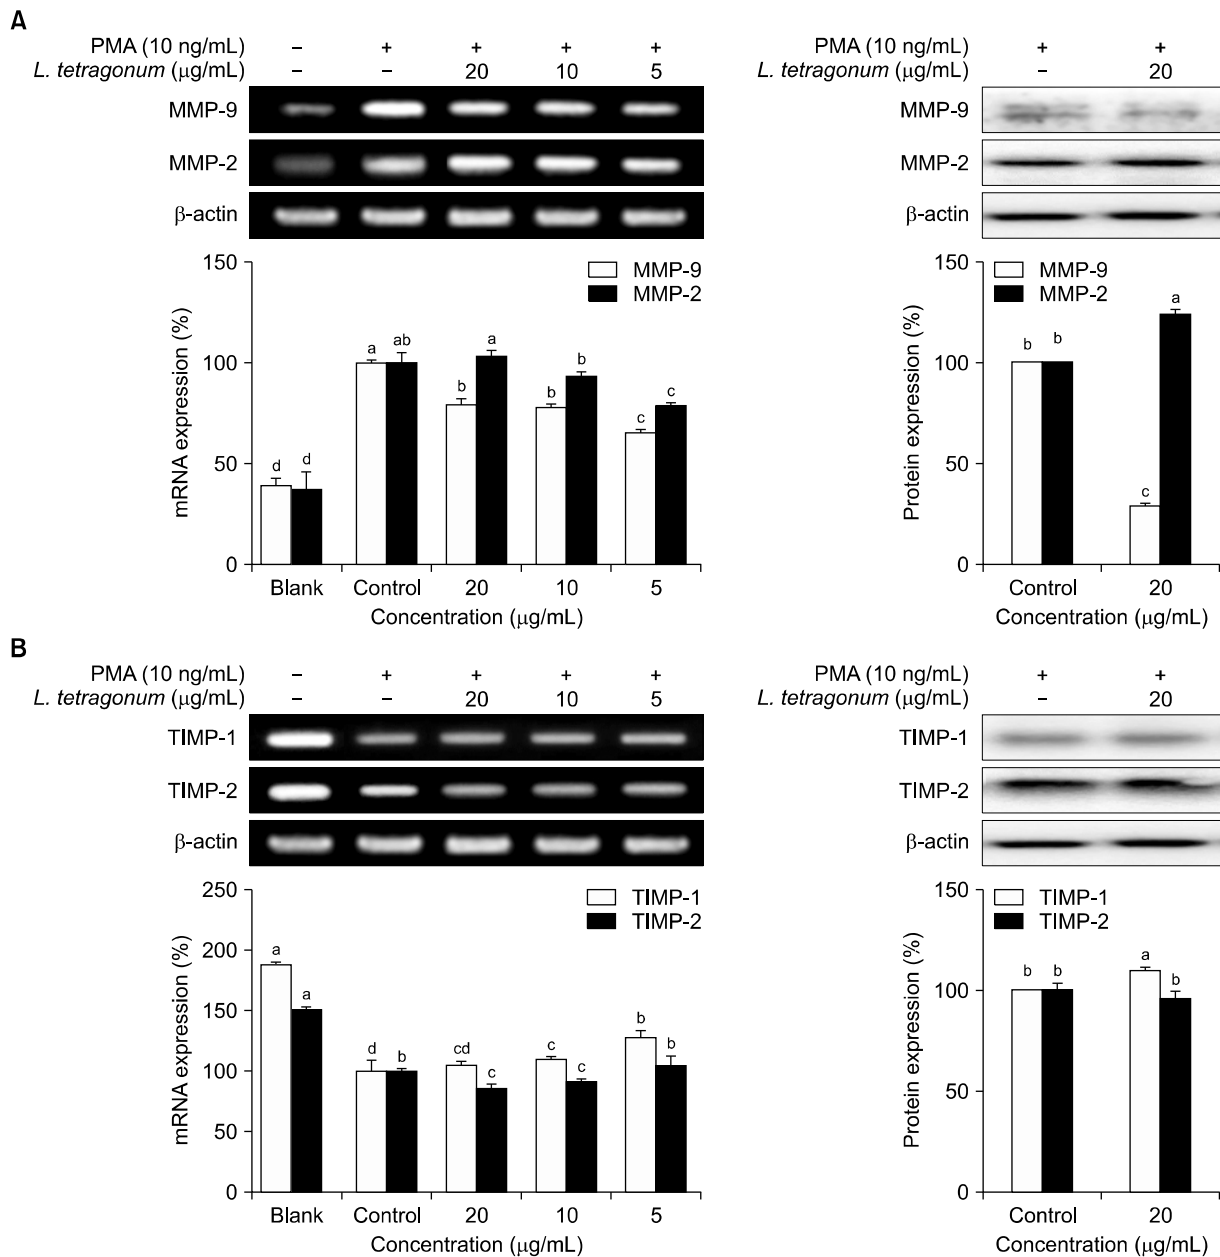 A
PMA (10 ng/mL) – + + + +
L. tetragonum (μg/mL) – – 20 10 5
MMP-9
MMP-2
β-actin
150
100
50
0
mRNA expression (%)
MMP-9
MMP-2
d d a ab b a b b c c
Blank Control 20 10 5
Concentration (μg/mL)
PMA (10 ng/mL) + +
L. tetragonum (μg/mL) – 20
MMP-9
MMP-2
β-actin
150
100
50
0
Protein expression (%)
MMP-9
MMP-2
b b c a
Control 20
Concentration (μg/mL)
B
PMA (10 ng/mL) – + + + +
L. tetragonum (μg/mL) – – 20 10 5
TIMP-1
TIMP-2
β-actin
250
200
150
100
50
0
mRNA expression (%)
TIMP-1
TIMP-2
a a d b cd c c c b b
Blank Control 20 10 5
Concentration (μg/mL)
PMA (10 ng/mL) + +
L. tetragonum (μg/mL) – 20
TIMP-1
TIMP-2
β-actin
150
100
50
0
Protein expression (%)
TIMP-1
TIMP-2
b b a b
Control 20
Concentration (μg/mL)